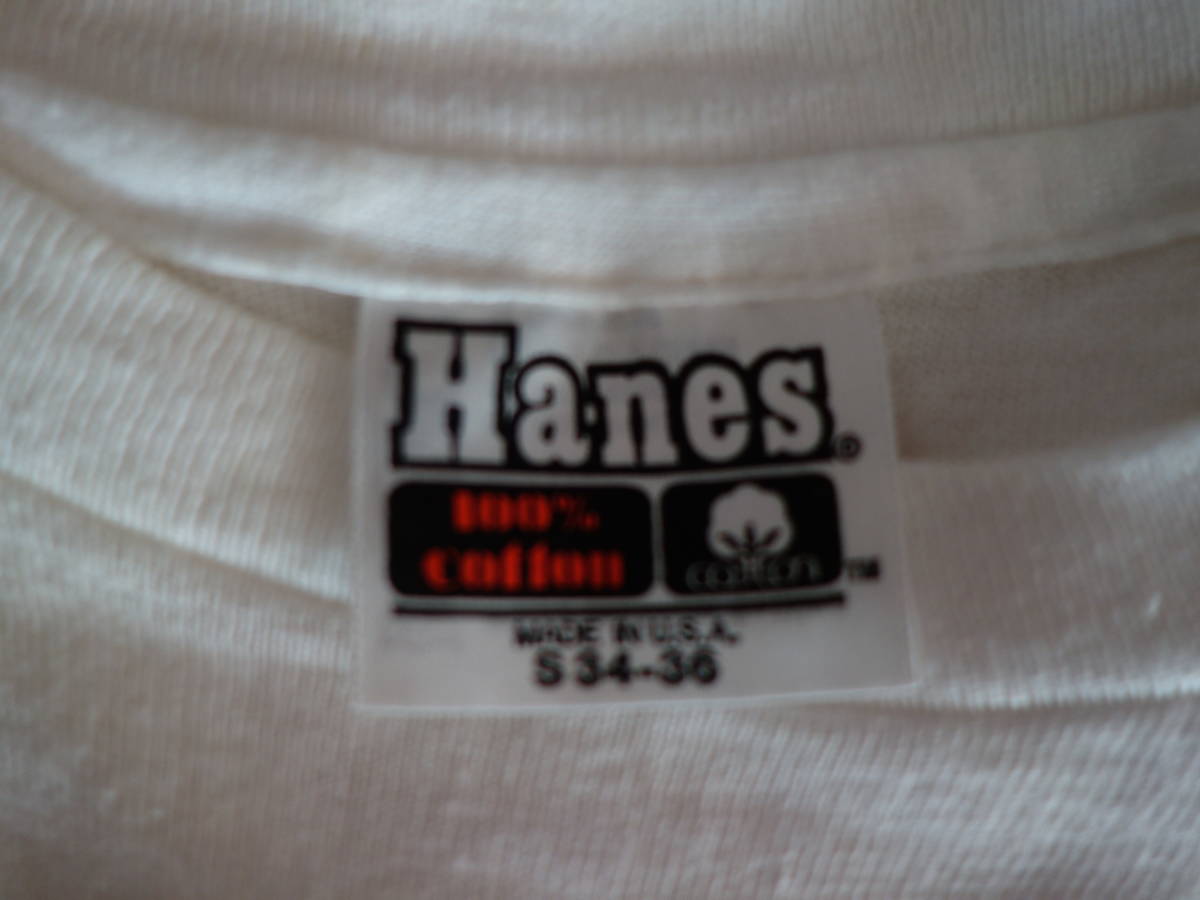 Hanes®
100%
cotton
cotton™
MADE IN U.S.A.
S 34-36